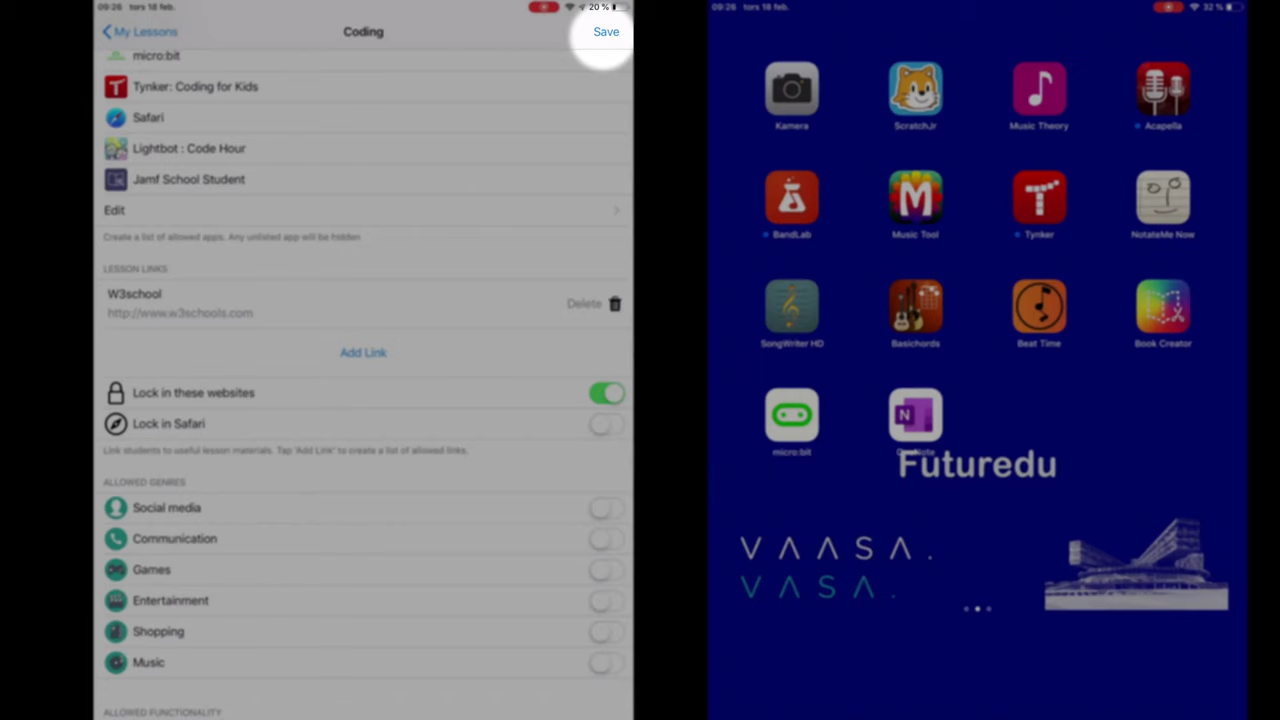 09:26 tors 18 feb.
20 %
My Lessons
Coding
Save
micro:bit
Tynker: Coding for Kids
Safari
Lightbot : Code Hour
Jamf School Student
Edit
Create a list of allowed apps. Any unlisted app will be hidden
LESSON LINKS
W3school
http://www.w3schools.com
Delete
Add Link
Lock in these websites
Lock in Safari
Link students to useful lesson materials. Tap 'Add Link' to create a list of allowed links.
ALLOWED GENRES
Social media
Communication
Games
Entertainment
Shopping
Music
ALLOWED FUNCTIONALITY
09:26 tors 18 feb.
32 %
Kamera
ScratchJr
Music Theory
Acapella
BandLab
Music Tool
Tynker
NotateMe Now
SongWriter HD
Basichords
Beat Time
Book Creator
micro:bit
OneNote
Futuredu
VAASA.
VASA.